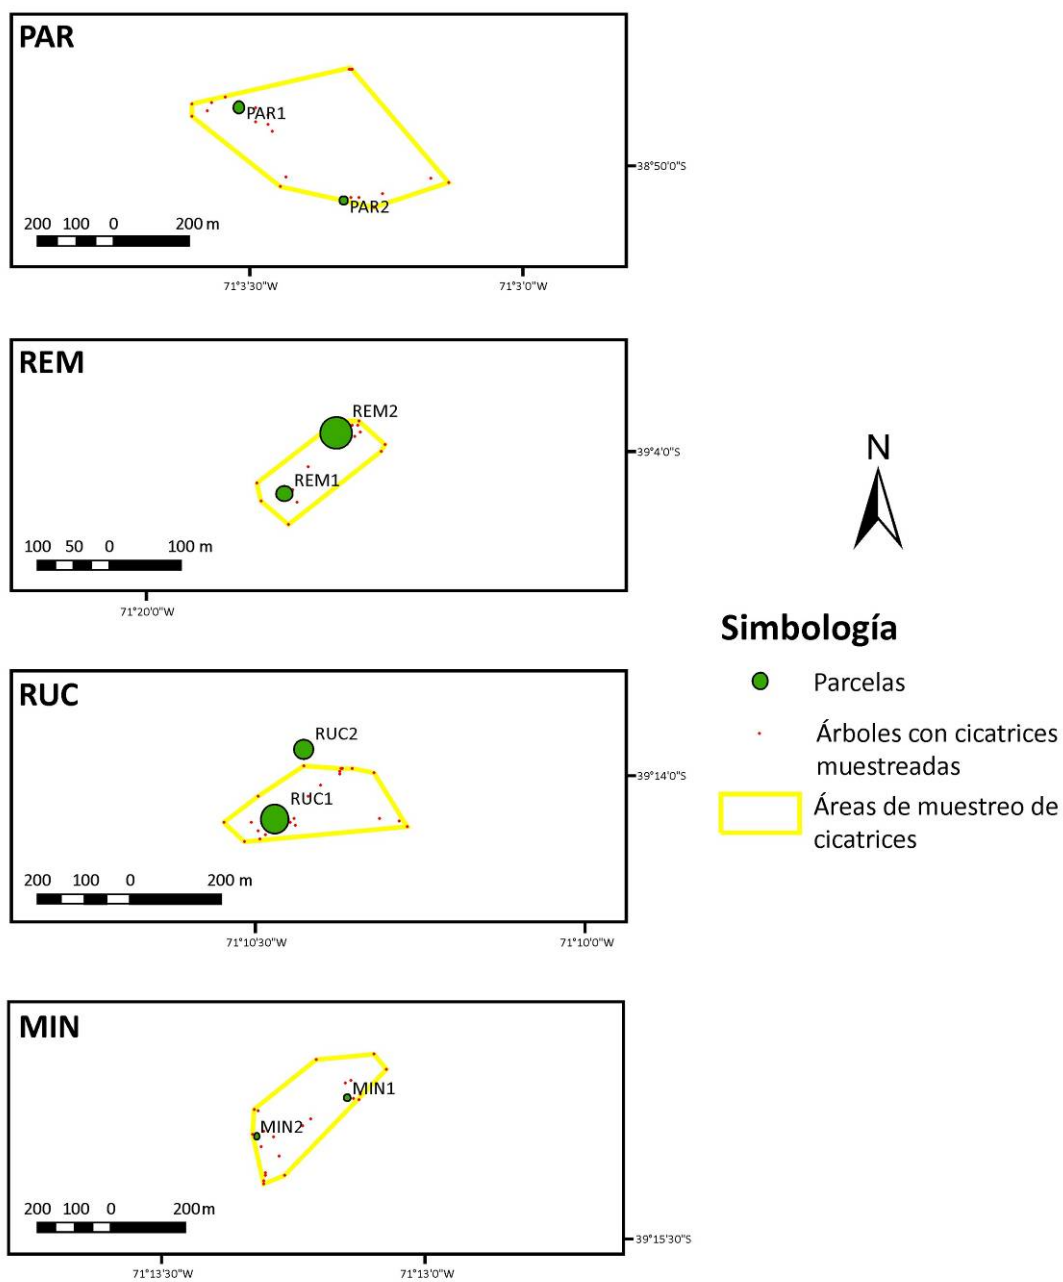 PAR
PAR1
38°50'0"S
PAR2
200 100 0 200 m
71°3'30"W 71°3'0"W
REM
REM2
39°4'0"S
REM1
100 50 0 100 m
71°20'0"W
RUC
RUC2
39°14'0"S
RUC1
200 100 0 200 m
71°10'30"W 71°10'0"W
MIN
MIN1
MIN2
200 100 0 200m
39°15'30"S
71°13'30"W 71°13'0"W
N
Simbología
Parcelas
Árboles con cicatrices
muestreadas
Áreas de muestreo de
cicatrices